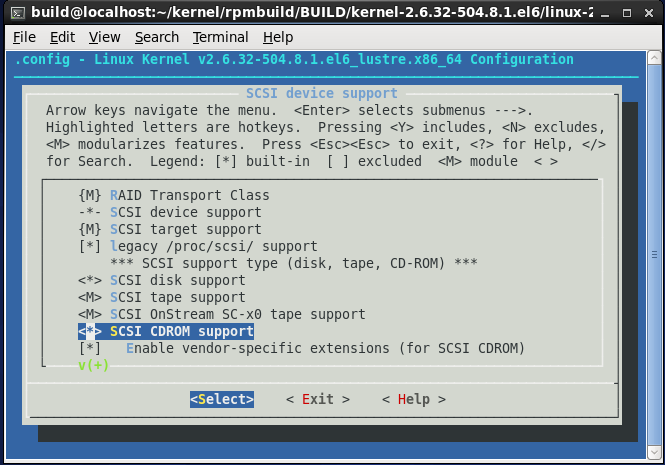 build@localhost:~/kernel/rpmbuild/BUILD/kernel-2.6.32-504.8.1.el6/linux-2
File Edit View Search Terminal Help
.config - Linux Kernel v2.6.32-504.8.1.el6_lustre.x86_64 Configuration
SCSI device support
Arrow keys navigate the menu. <Enter> selects submenus --->.
Highlighted letters are hotkeys. Pressing <Y> includes, <N> excludes,
<M> modularizes features. Press <Esc><Esc> to exit, <?> for Help, </>
for Search. Legend: [*] built-in [ ] excluded <M> module < >
{M} RAID Transport Class
-*- SCSI device support
{M} SCSI target support
[*] legacy /proc/scsi/ support
*** SCSI support type (disk, tape, CD-ROM) ***
<*> SCSI disk support
<M> SCSI tape support
<M> SCSI OnStream SC-x0 tape support
<*> SCSI CDROM support
[*] Enable vendor-specific extensions (for SCSI CDROM)
v(+)
<Select> < Exit > < Help >